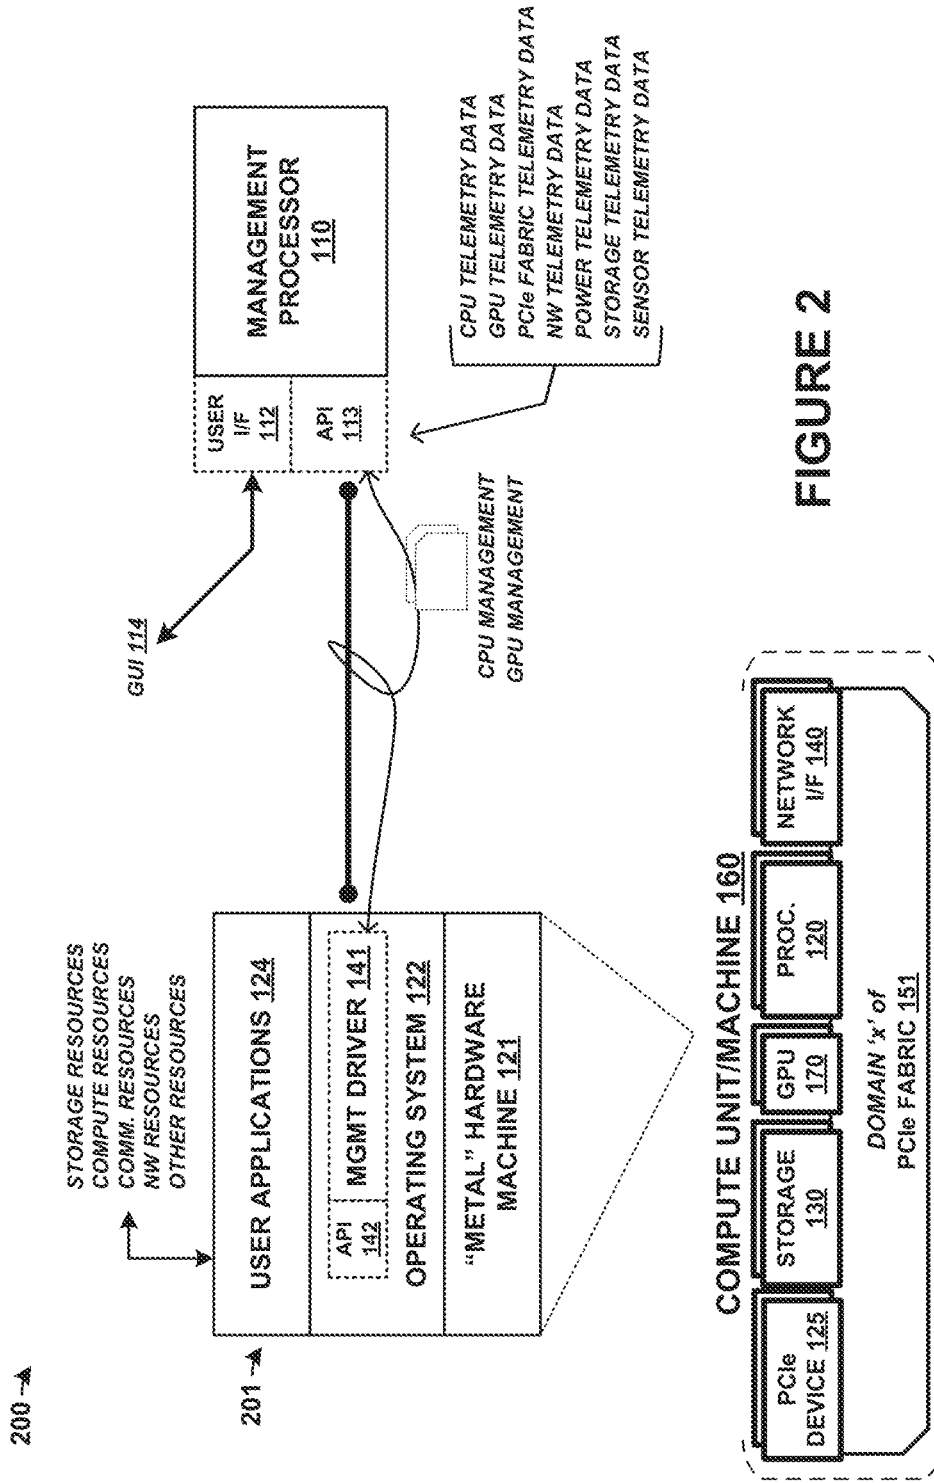 200
201
STORAGE RESOURCES
COMPUTE RESOURCES
COMM. RESOURCES
NW RESOURCES
OTHER RESOURCES
USER APPLICATIONS 124
API
142
MGMT DRIVER 141
OPERATING SYSTEM 122
“METAL” HARDWARE
MACHINE 121
GUI 114
USER
I/F
112
API
113
MANAGEMENT
PROCESSOR
110
CPU MANAGEMENT
GPU MANAGEMENT
CPU TELEMETRY DATA
GPU TELEMETRY DATA
PCIe FABRIC TELEMETRY DATA
NW TELEMETRY DATA
POWER TELEMETRY DATA
STORAGE TELEMETRY DATA
SENSOR TELEMETRY DATA
COMPUTE UNIT/MACHINE 160
PCIe
DEVICE 125
STORAGE
130
GPU
170
PROC.
120
NETWORK
I/F 140
DOMAIN ‘x’ of
PCIe FABRIC 151
FIGURE 2